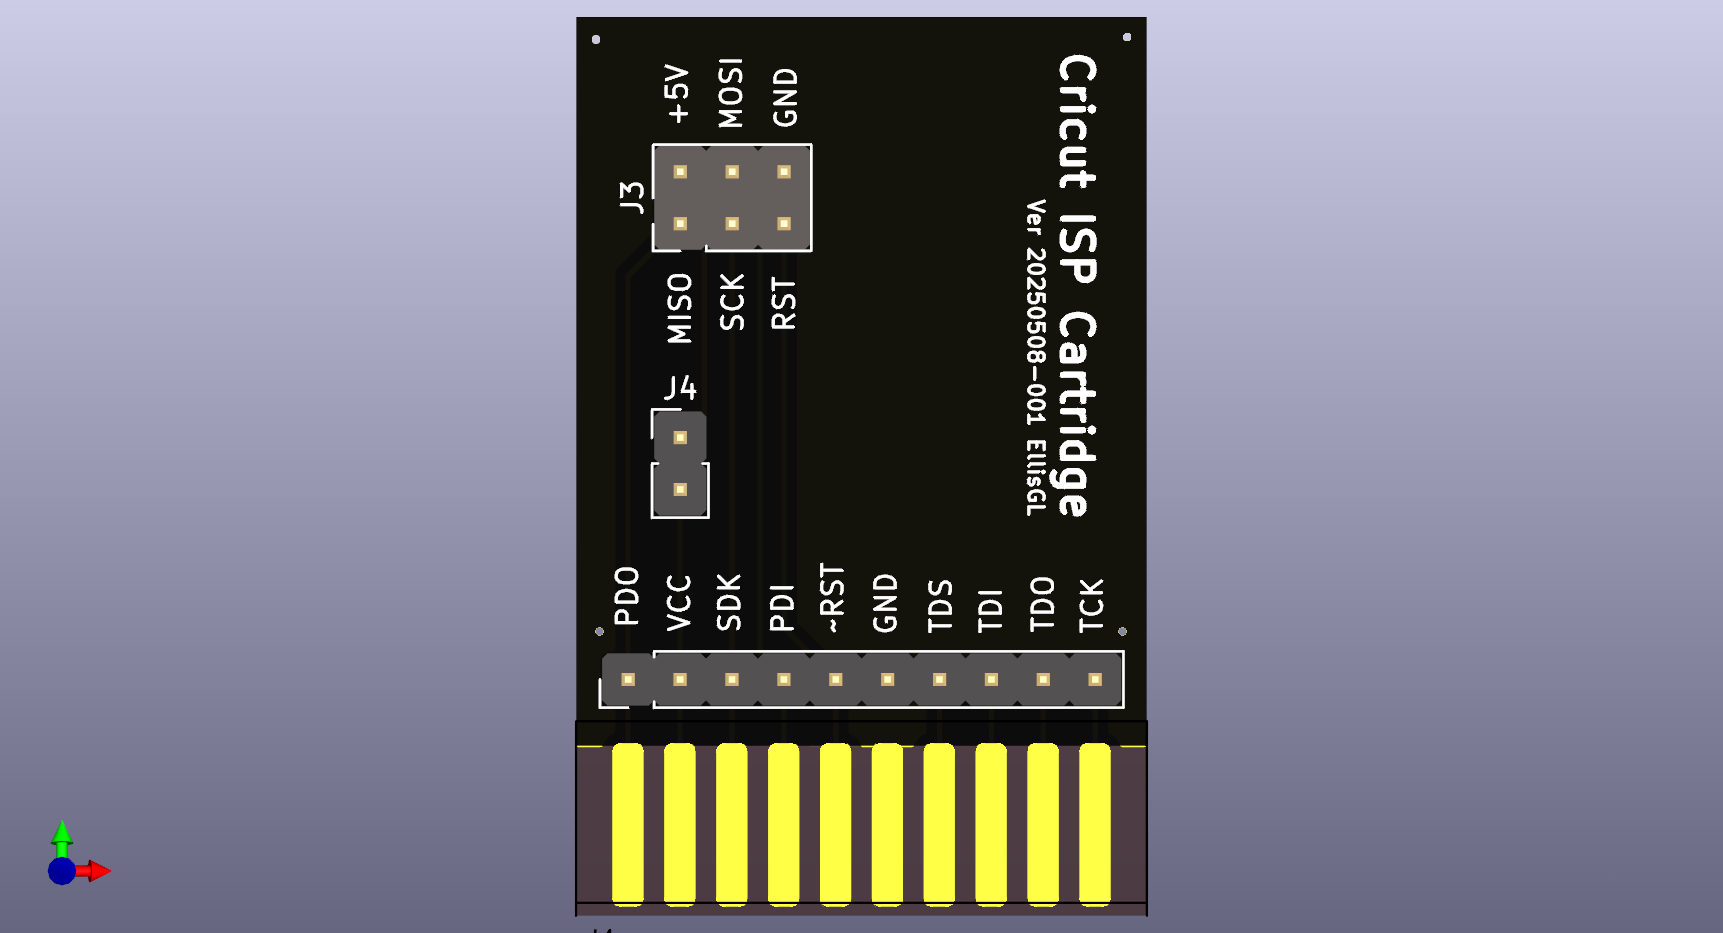 +5V
MOSI
GND
J3
MISO
SCK
RST
J4
PDO
VCC
SDK
PDI
~RST
GND
TDS
TDI
TDO
TCK
Cricut ISP Cartridge
Ver 20250508-001 EllisGL